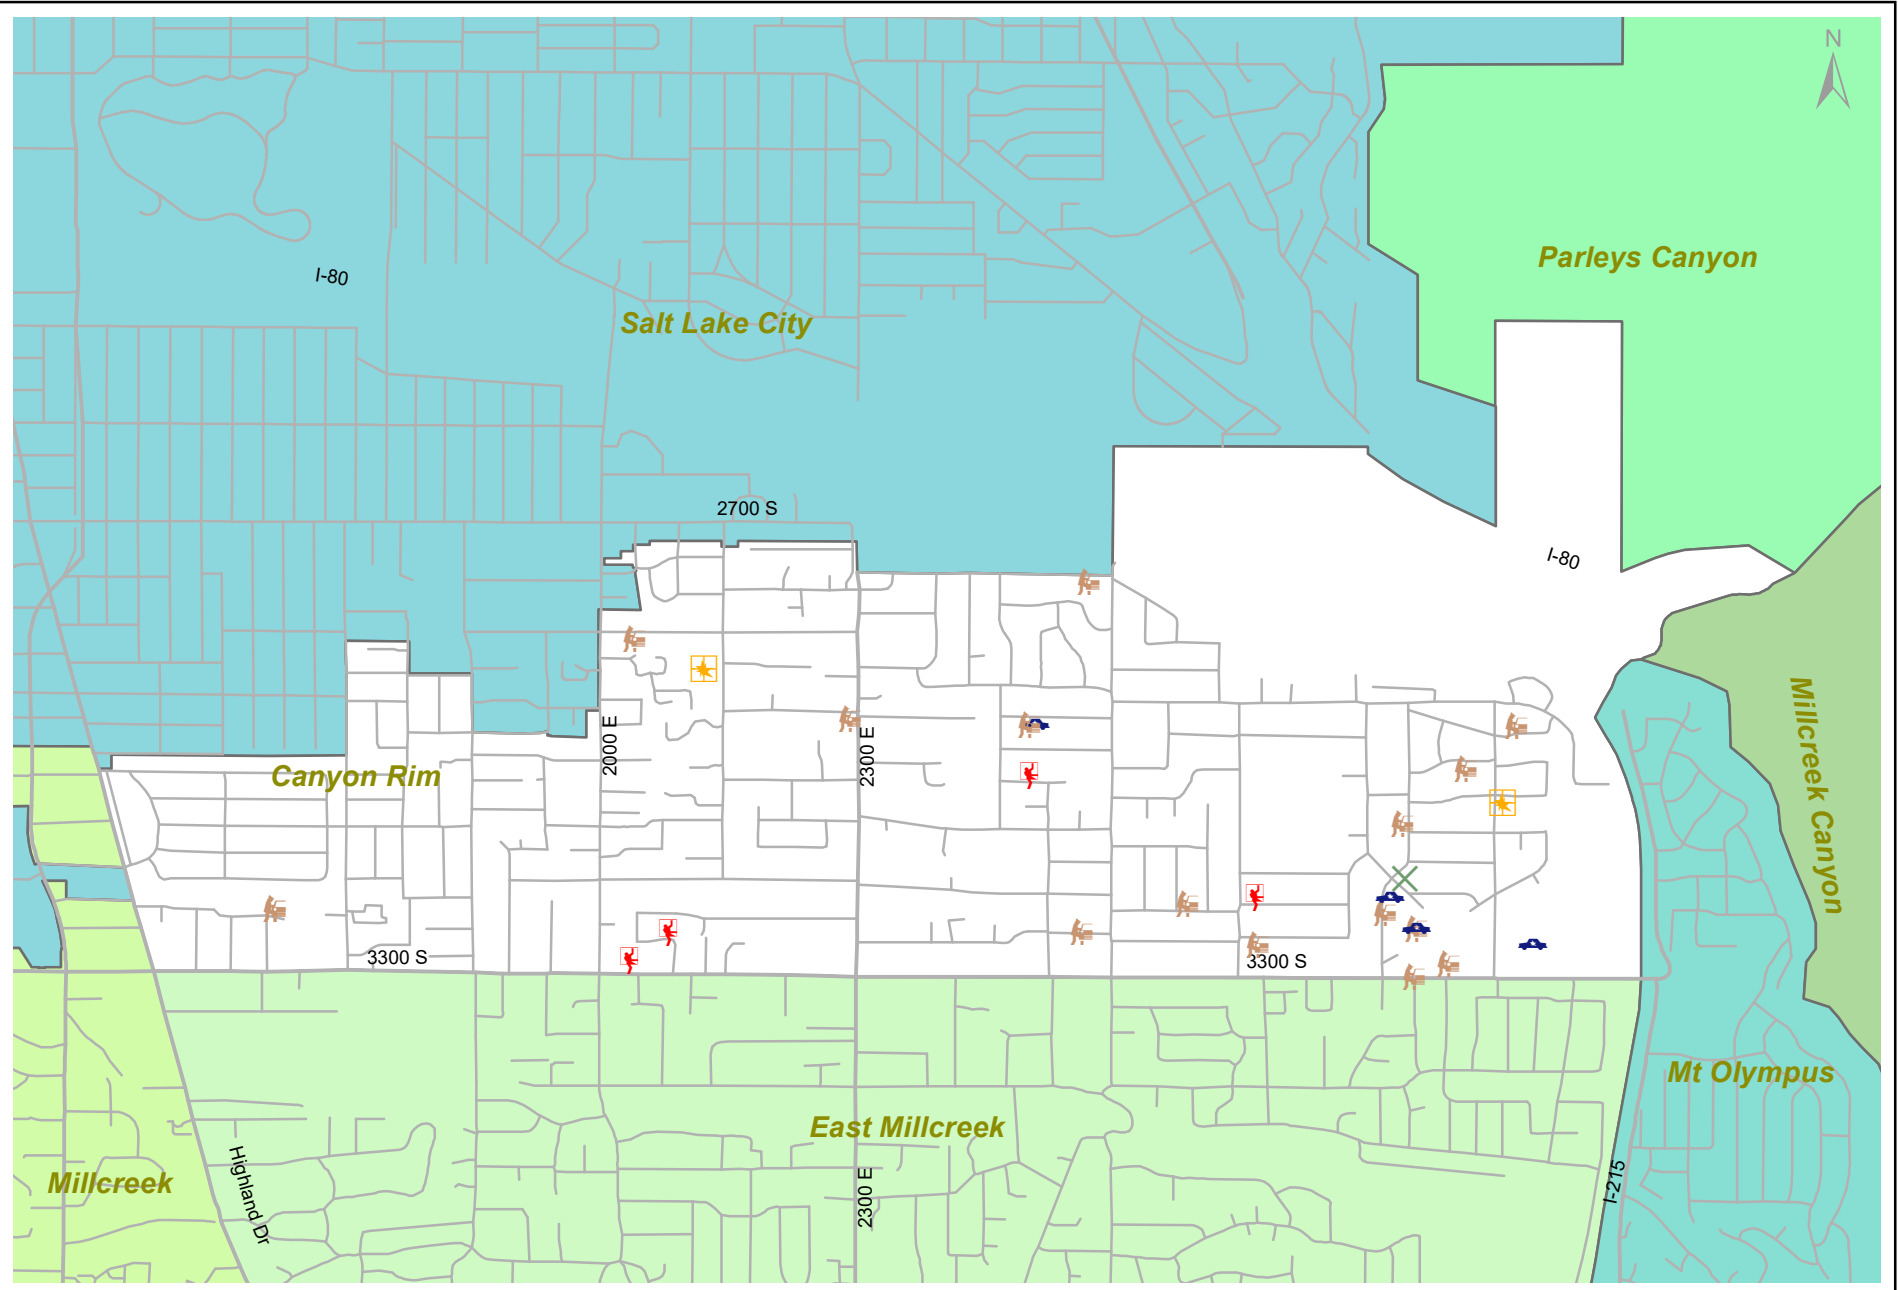 N
Parleys Canyon
I-80
Salt Lake City
2700 S
I-80
2000 E
2300 E
Canyon Rim
Millcreek Canyon
3300 S
3300 S
Mt Olympus
East Millcreek
Millcreek
Highland Dr
2300 E
I-215